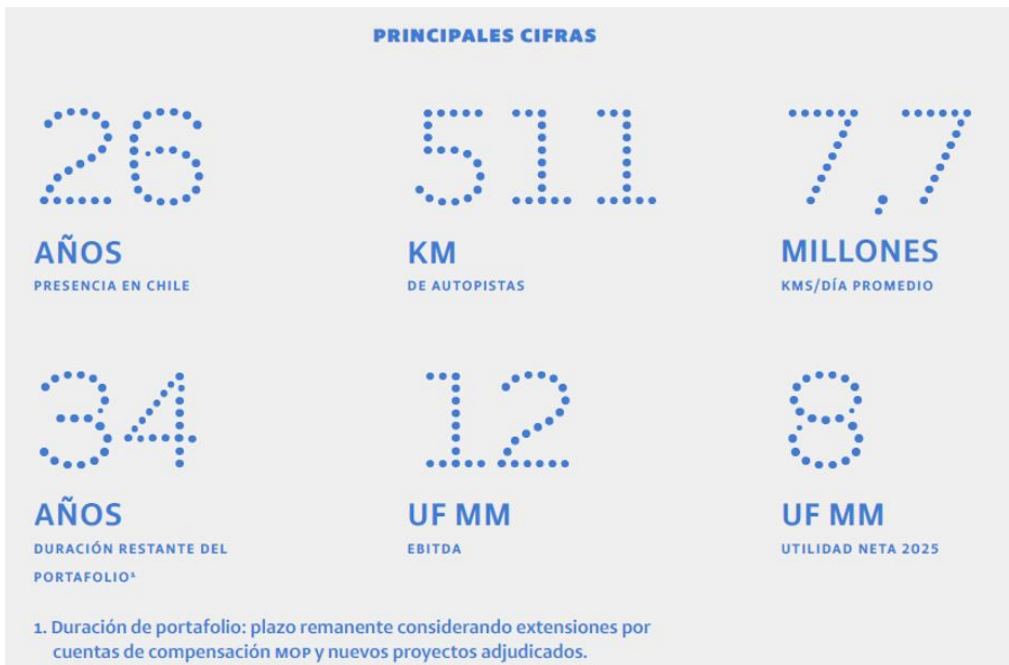 PRINCIPALES CIFRAS
26
AÑOS
PRESENCIA EN CHILE
511
KM
DE AUTOPISTAS
7,7
MILLONES
KMS/DÍA PROMEDIO
34
AÑOS
DURACIÓN RESTANTE DEL
PORTAFOLIO¹
12
UF MM
EBITDA
8
UF MM
UTILIDAD NETA 2025
1. Duración de portafolio: plazo remanente considerando extensiones por
cuentas de compensación MOP y nuevos proyectos adjudicados.